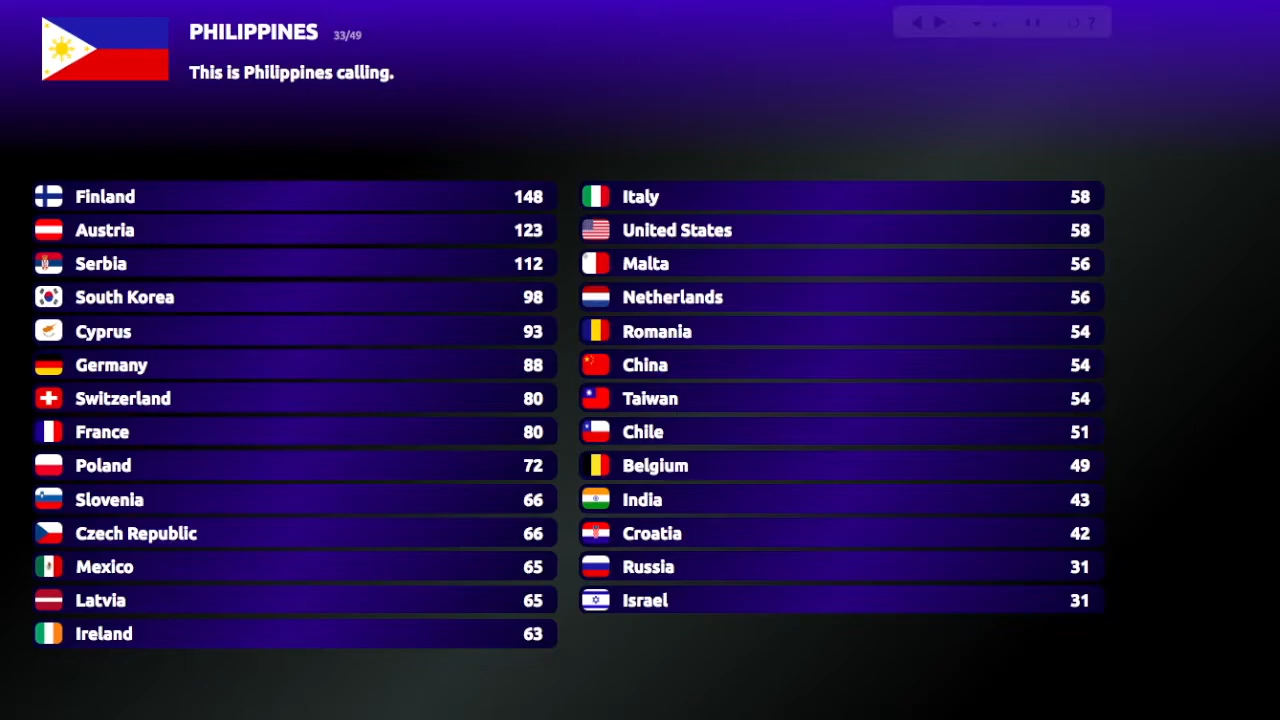 PHILIPPINES 33/49
This is Philippines calling.
Finland 148
Austria 123
Serbia 112
South Korea 98
Cyprus 93
Germany 88
Switzerland 80
France 80
Poland 72
Slovenia 66
Czech Republic 66
Mexico 65
Latvia 65
Ireland 63
Italy 58
United States 58
Malta 56
Netherlands 56
Romania 54
China 54
Taiwan 54
Chile 51
Belgium 49
India 43
Croatia 42
Russia 31
Israel 31